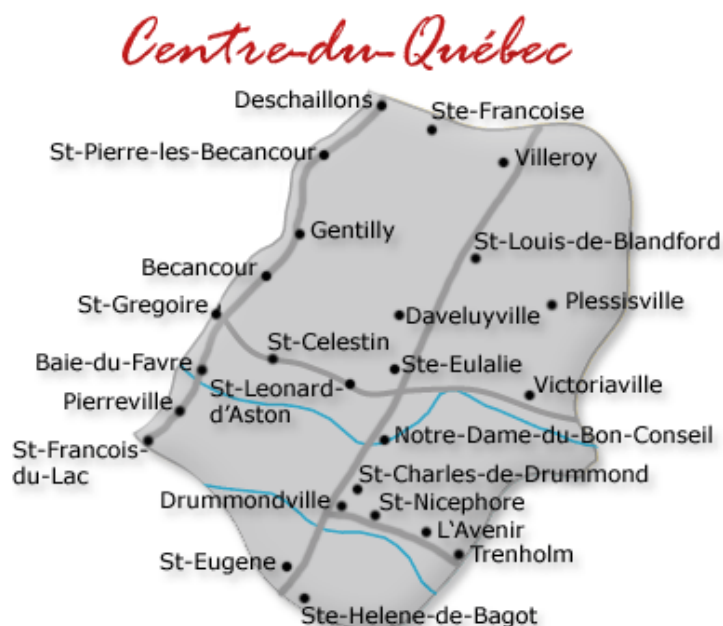 Centre-du-Québec
Deschaillons
Ste-Francoise
St-Pierre-les-Becancour
Villeroy
Gentilly
St-Louis-de-Blandford
Becancour
St-Gregoire
Plessisville
Daveluyville
St-Celestin
Baie-du-Favre
Ste-Eulalie
St-Leonard-
d'Aston
Victoriaville
Pierreville
Notre-Dame-du-Bon-Conseil
St-Francois-
du-Lac
St-Charles-de-Drummond
Drummondville
St-Nicephore
L'Avenir
Trenholm
St-Eugene
Ste-Helene-de-Bagot